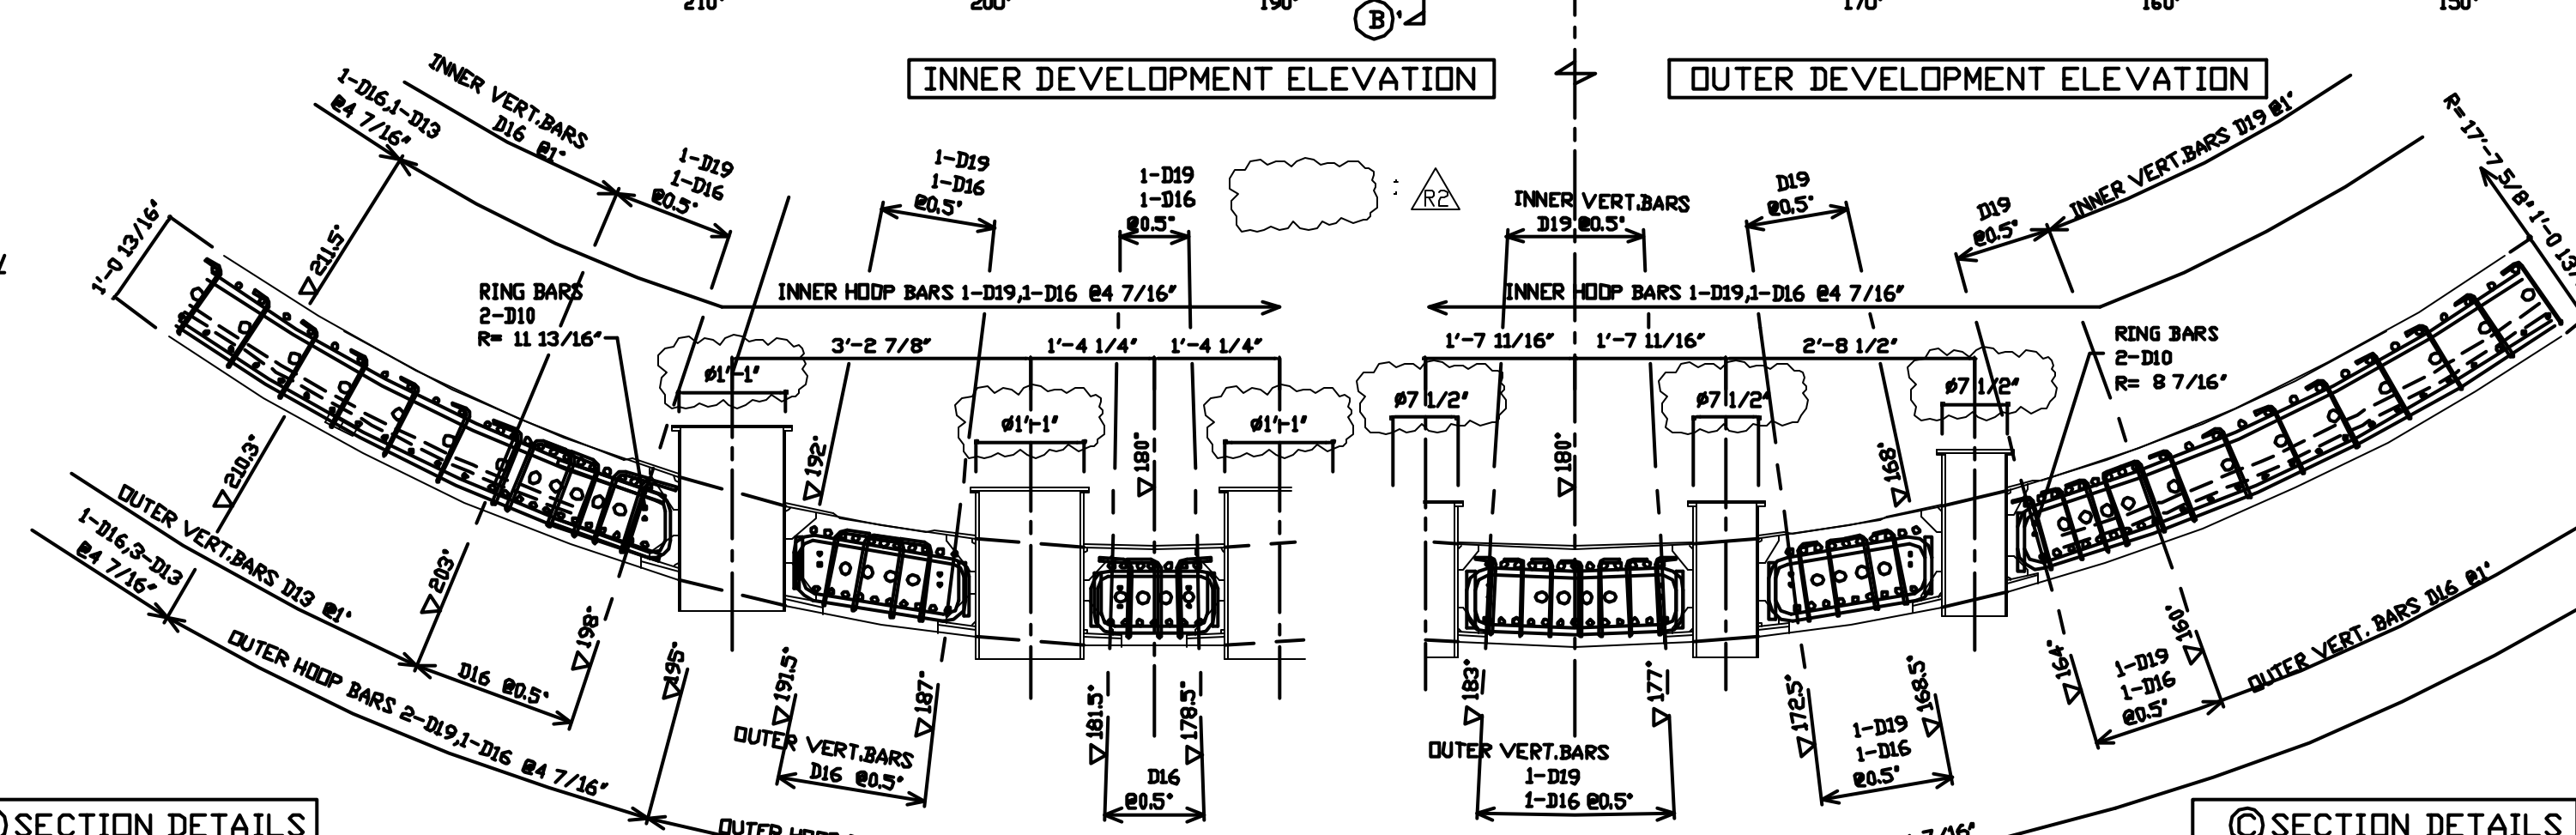 210°
200°
190°
B
170°
160°
150°
INNER DEVELOPMENT ELEVATION
OUTER DEVELOPMENT ELEVATION
1-D16,1-D13
@4 7/16"
INNER VERT.BARS
D16 @1°
1-D19
1-D16
@0.5°
1-D19
1-D16
@0.5°
1-D19
1-D16
@0.5°
R2
INNER VERT.BARS
D19 @0.5°
D19
@0.5°
D19
@0.5°
INNER VERT.BARS D19 @1°
R= 17'-7 5/8"
1'-0 13/16"
▽211.5°
RING BARS
2-D10
R= 11 13/16"
INNER HOOP BARS 1-D19,1-D16 @4 7/16"
INNER HOOP BARS 1-D19,1-D16 @4 7/16"
RING BARS
2-D10
R= 8 7/16"
3'-2 7/8"
1'-4 1/4"
1'-4 1/4"
1'-7 11/16"
1'-7 11/16"
2'-8 1/2"
ø1'-1"
ø1'-1"
ø1'-1"
ø7 1/2"
ø7 1/2"
ø7 1/2"
▽210.3°
▽192°
▽180°
▽180°
▽168°
OUTER VERT.BARS D13 @1°
1-D16,3-D13
@4 7/16"
▽203°
▽198°
▽195°
▽191.5°
▽187°
▽181.5°
▽178.5°
▽183°
▽177°
▽172.5°
▽168.5°
▽164°
▽160°
OUTER HOOP BARS 2-D19,1-D16 @4 7/16"
D16 @0.5°
OUTER VERT.BARS
D16 @0.5°
D16
@0.5°
OUTER VERT.BARS
1-D19
1-D16 @0.5°
1-D19
1-D16
@0.5°
1-D19
1-D16
@0.5°
OUTER VERT. BARS D16 @1°
SECTION DETAILS
7/16"
C SECTION DETAILS